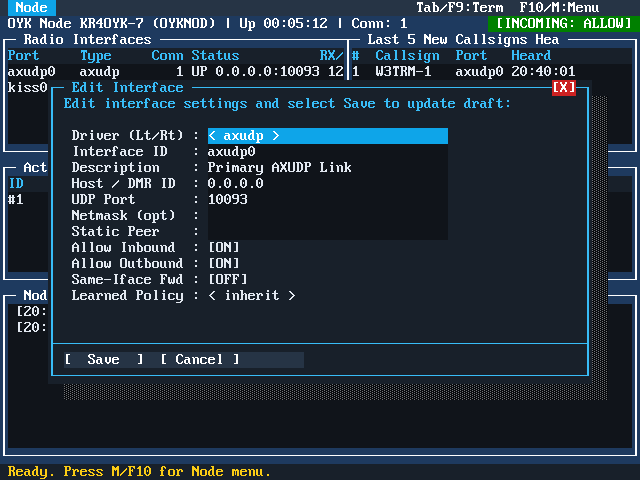 Node Tab/F9:Term F10/M:Menu
OYK Node KR4OYK-7 (OYKNOD) | Up 00:05:12 | Conn: 1 [INCOMING: ALLOW]
Radio Interfaces Last 5 New Callsigns Hea
Port Type Conn Status RX/ # Callsign Port Heard
axudp0 axudp 1 UP 0.0.0.0:10093 12 1 W3TRM-1 axudp0 20:40:01
kiss0
Edit Interface [X]
Edit interface settings and select Save to update draft:
Driver (Lt/Rt) : < axudp >
Interface ID : axudp0
Description : Primary AXUDP Link
Host / DMR ID : 0.0.0.0
UDP Port : 10093
Netmask (opt) :
Static Peer :
Allow Inbound : [ON]
Allow Outbound : [ON]
Same-Iface Fwd : [OFF]
Learned Policy : < inherit >
[ Save ] [ Cancel ]
Act
ID
#1
Nod
[20:
[20:
Ready. Press M/F10 for Node menu.